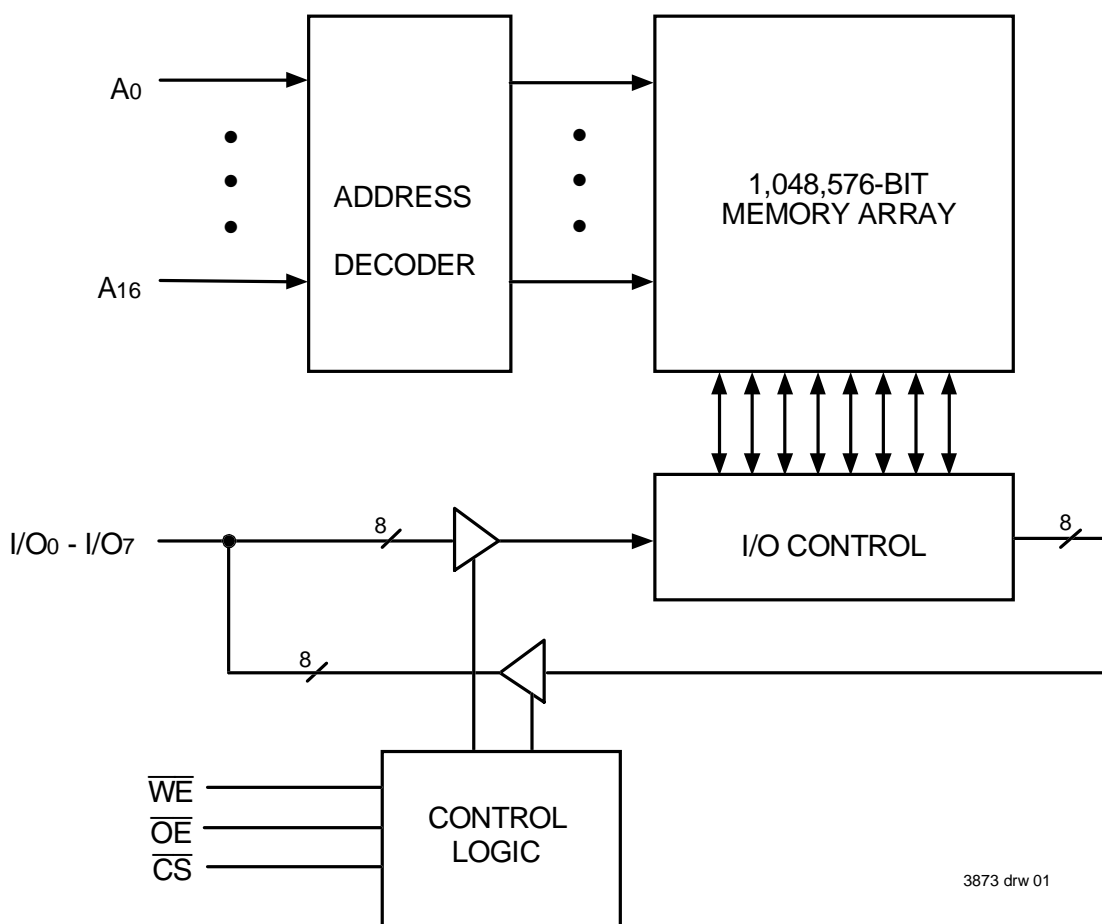 A0
A16
ADDRESS
DECODER
1,048,576-BIT
MEMORY ARRAY
I/O0 - I/O7
8
I/O CONTROL
8
8
WE
OE
CS
CONTROL
LOGIC
3873 drw 01